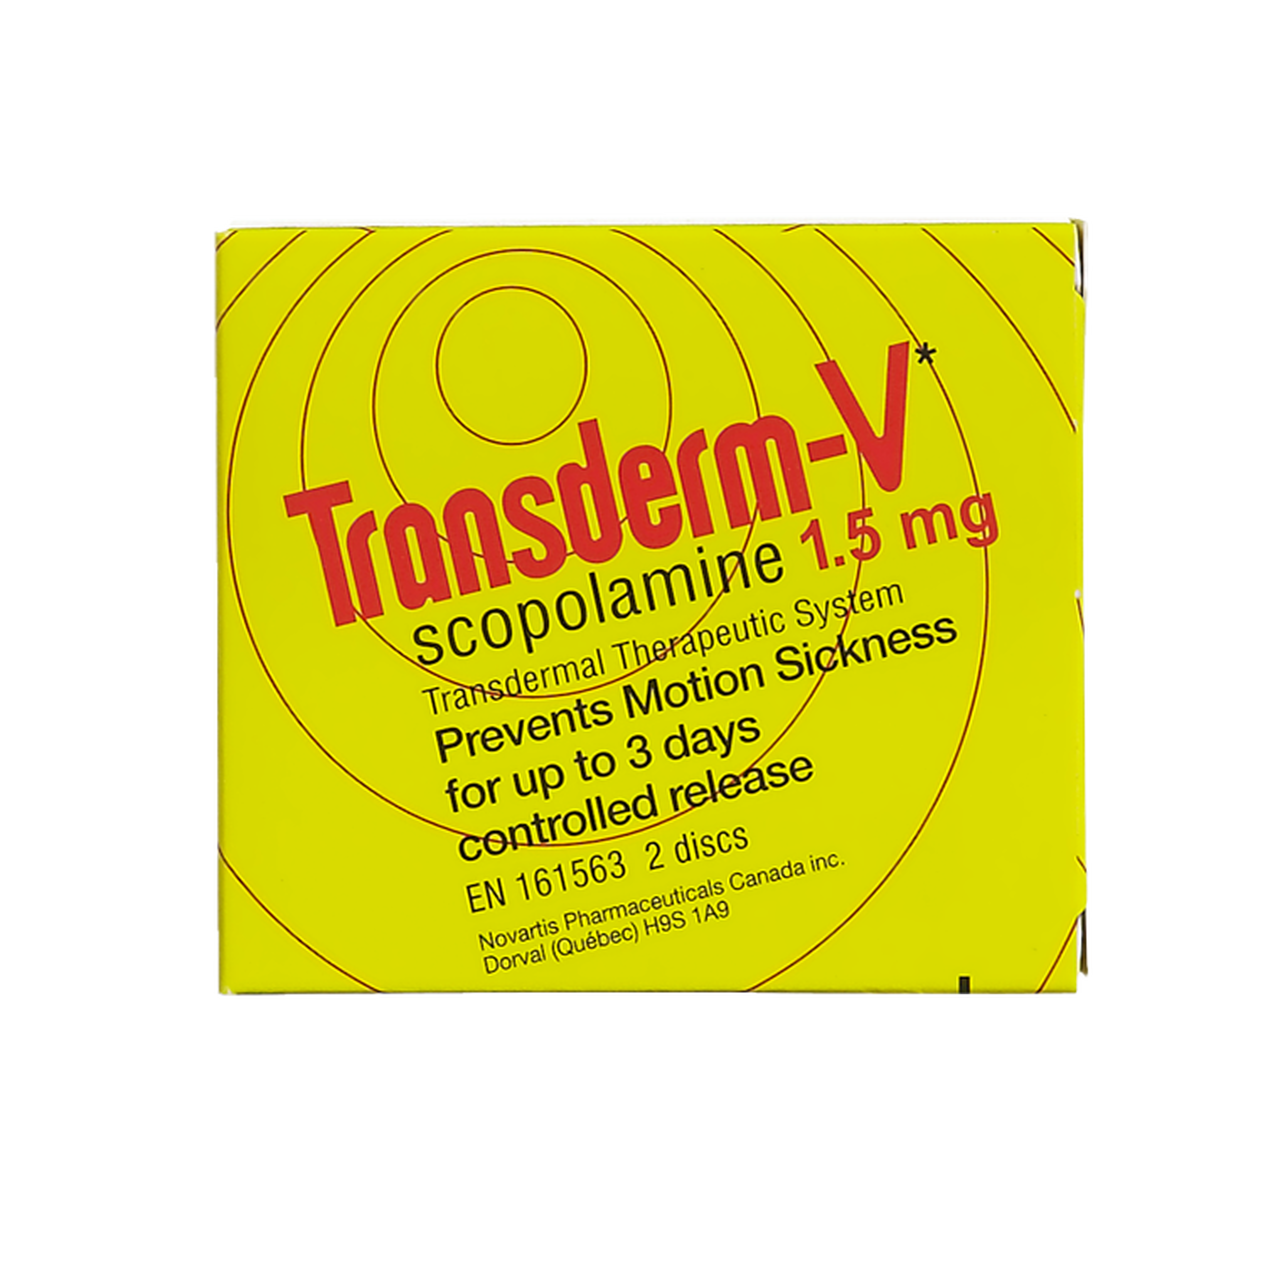 Transderm-V*
scopolamine 1.5 mg
Transdermal Therapeutic System
Prevents Motion Sickness
for up to 3 days
controlled release
EN 161563 2 discs
Novartis Pharmaceuticals Canada inc.
Dorval (Québec) H9S 1A9